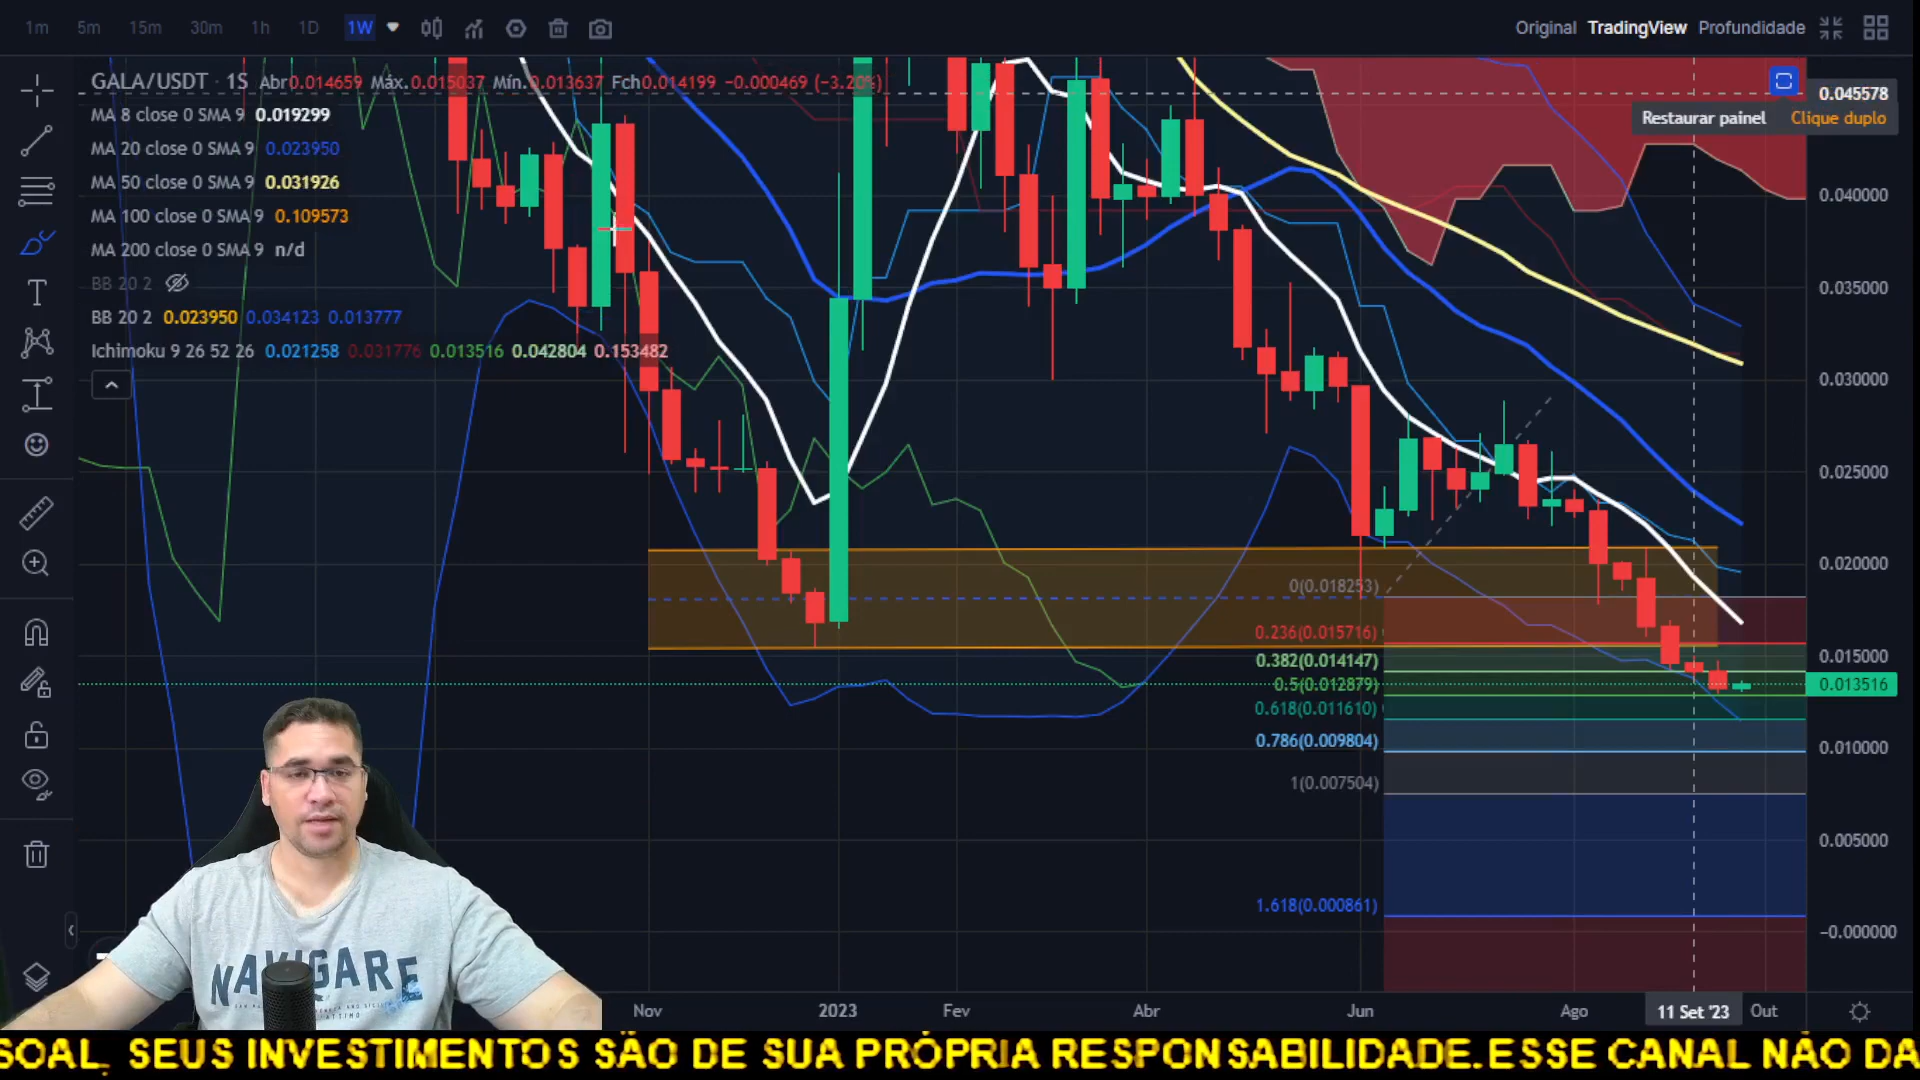 1m 5m 15m 30m 1h 1D 1W
Original TradingView Profundidade
GALA/USDT · 1S Abr0.014659 Máx.0.015037 Mín.0.013637 Fch0.014199 −0.000469 (−3.20%)
MA 8 close 0 SMA 9 0.019299
MA 20 close 0 SMA 9 0.023950
MA 50 close 0 SMA 9 0.031926
MA 100 close 0 SMA 9 0.109573
MA 200 close 0 SMA 9 n/d
BB 20 2
BB 20 2 0.023950 0.034123 0.013777
Ichimoku 9 26 52 26 0.021258 0.031776 0.013516 0.042804 0.153482
0.045578
Restaurar painel Clique duplo
0.040000
0.035000
0.030000
0.025000
0.020000
0.015000
0.013516
0.010000
0.005000
−0.000000
0(0.018253)
0.236(0.015716)
0.382(0.014147)
0.5(0.012879)
0.618(0.011610)
0.786(0.009804)
1(0.007504)
1.618(0.000861)
NAVIGARE
Nov 2023 Fev Abr Jun Ago 11 Set '23 Out
SOAL, SEUS INVESTIMENTOS SÃO DE SUA PRÓPRIA RESPONSABILIDADE.ESSE CANAL NÃO DA